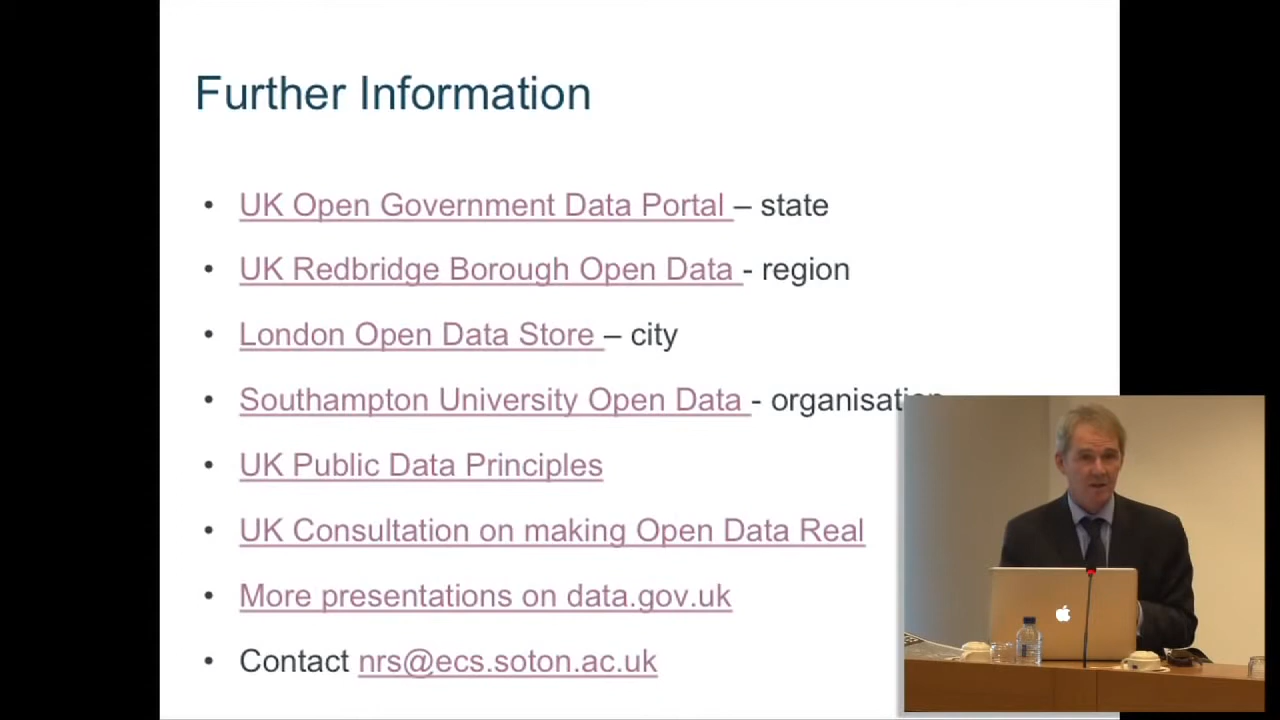 Further Information
• UK Open Government Data Portal – state
• UK Redbridge Borough Open Data - region
• London Open Data Store – city
• Southampton University Open Data - organisation
• UK Public Data Principles
• UK Consultation on making Open Data Real
• More presentations on data.gov.uk
• Contact nrs@ecs.soton.ac.uk